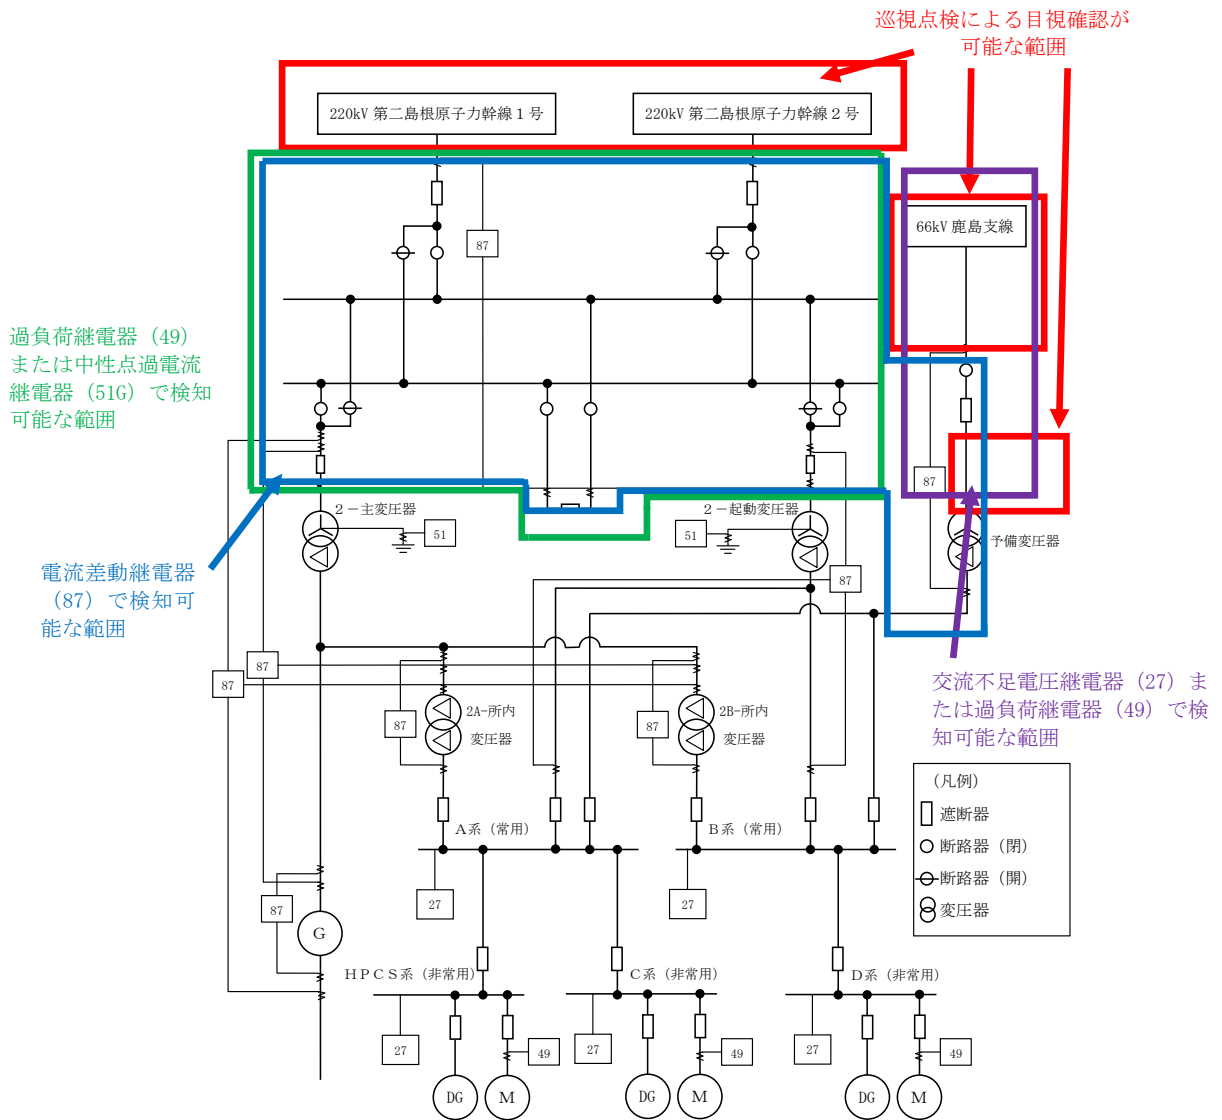 巡視点検による目視確認が
可能な範囲
220kV 第二島根原子力幹線１号
220kV 第二島根原子力幹線２号
66kV 鹿島支線
87
過負荷継電器（49）
または中性点過電流
継電器（51G）で検知
可能な範囲
87
２－主変圧器
51
２－起動変圧器
51
予備変圧器
電流差動継電器
（87）で検知可
能な範囲
87
87
87
交流不足電圧継電器（27）ま
たは過負荷継電器（49）で検
知可能な範囲
2A-所内
変圧器
87
2B-所内
変圧器
87
（凡例）
遮断器
断路器（閉）
断路器（開）
変圧器
Ａ系（常用）
Ｂ系（常用）
27
27
87
G
ＨＰＣＳ系（非常用）
Ｃ系（非常用）
Ｄ系（非常用）
27
49
27
49
27
49
DG
M
DG
M
DG
M